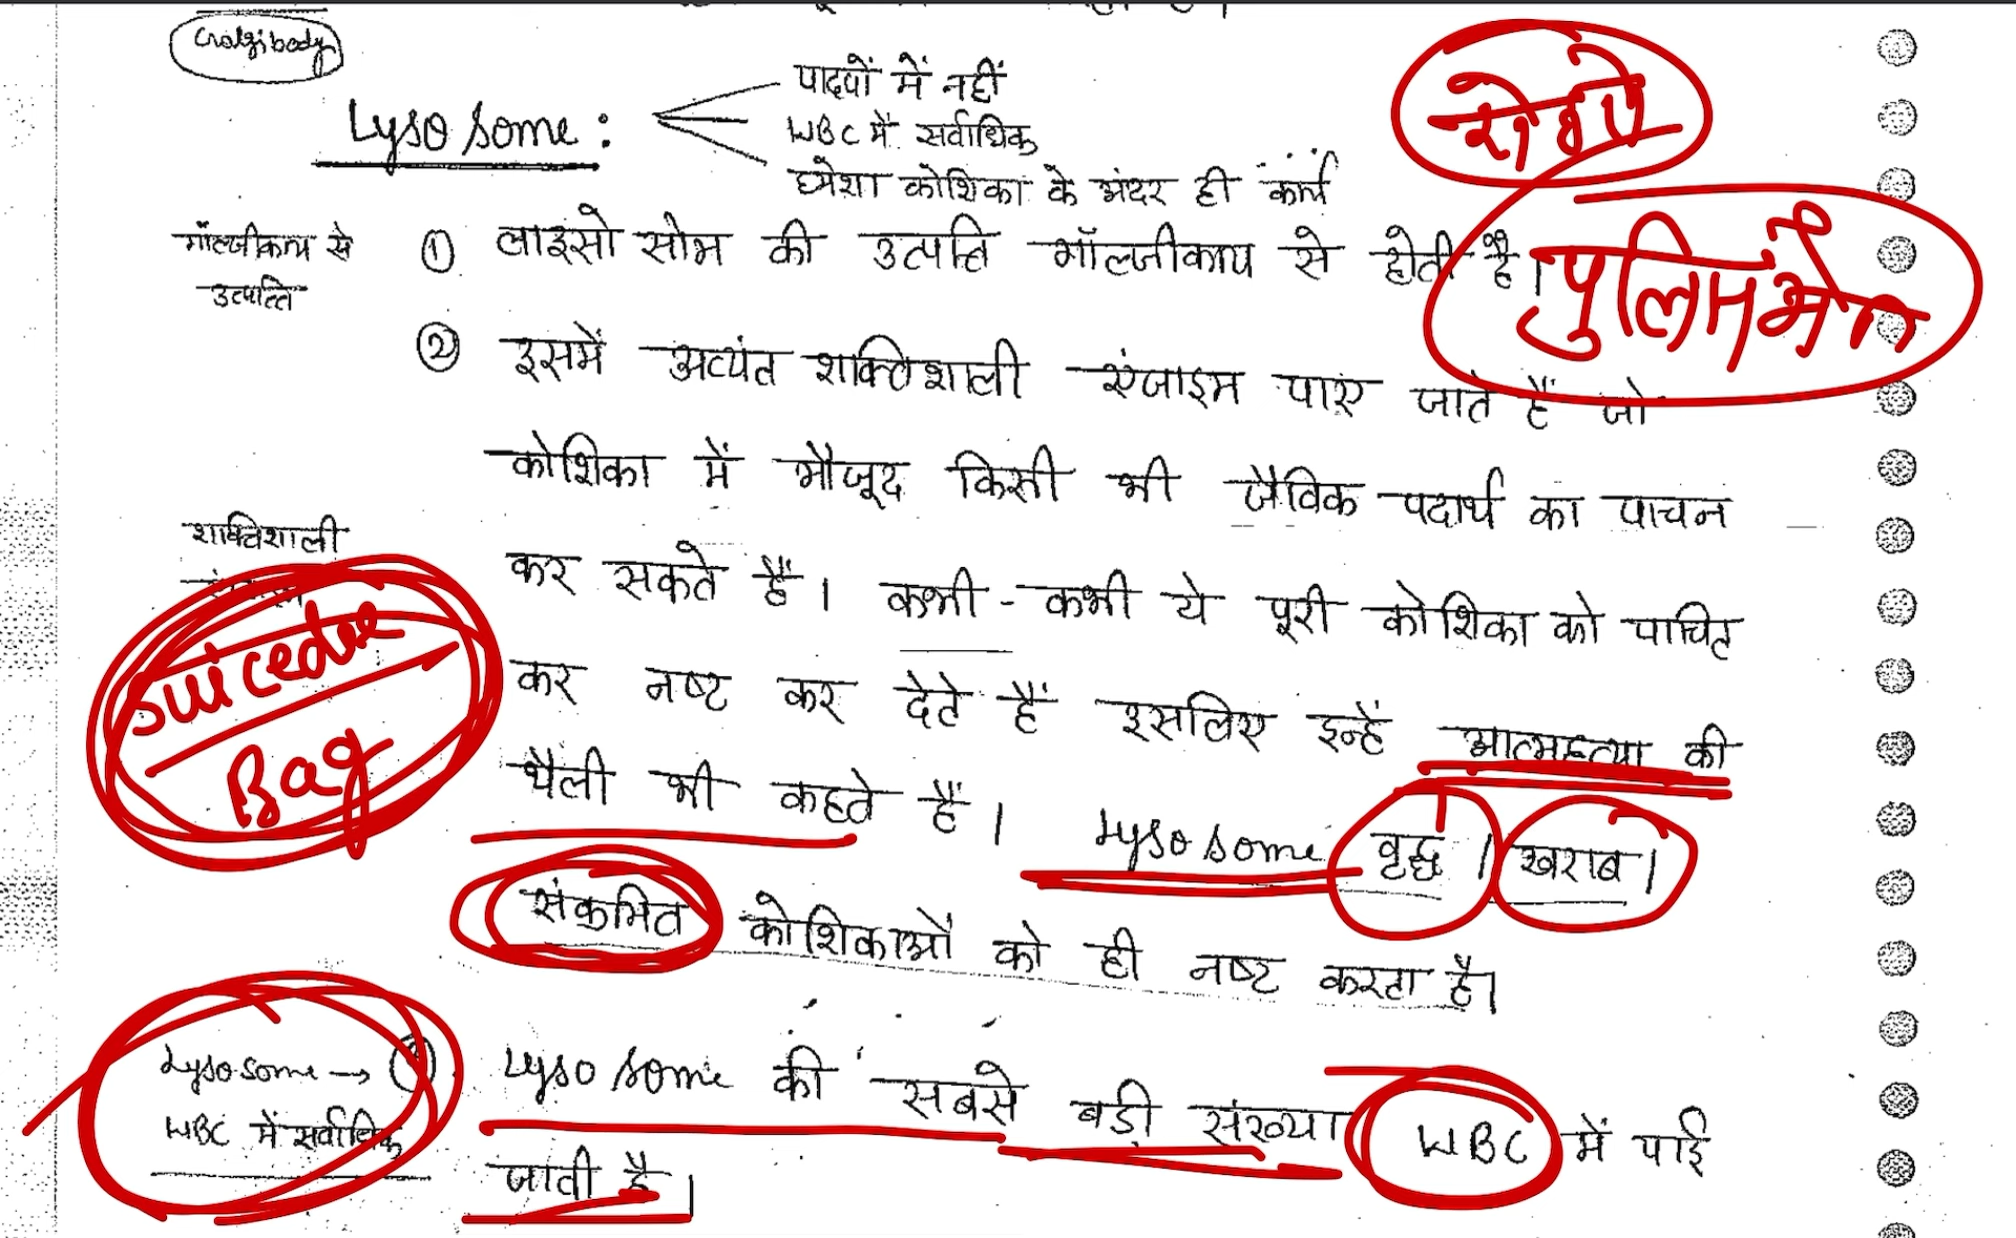 Golgibody
पादपों में नहीं
Lysosome:
WBC में सर्वाधिक
हमेशा कोशिका के अंदर ही कार्य
गॉल्जीकाय से उत्पत्ति
① लाइसोसोम की उत्पत्ति गॉल्जीकाय से होती है।
पुलिसमैन
② इसमें अत्यंत शक्तिशाली एंजाइम पाए जाते हैं जो
कोशिका में मौजूद किसी भी जैविक पदार्थ का पाचन
शक्तिशाली
कर सकते हैं। कभी-कभी ये पूरी कोशिका को पाचित
Bag
कर नष्ट कर देते हैं इसलिए इन्हें आत्महत्या की
थैली भी कहते हैं। Lysosome वृद्ध । खराब।
संक्रमित कोशिकाओं को ही नष्ट करता है।
Lysosome →
WBC में सर्वाधिक
Lysosome की सबसे बड़ी संख्या WBC में पाई
जाती है।